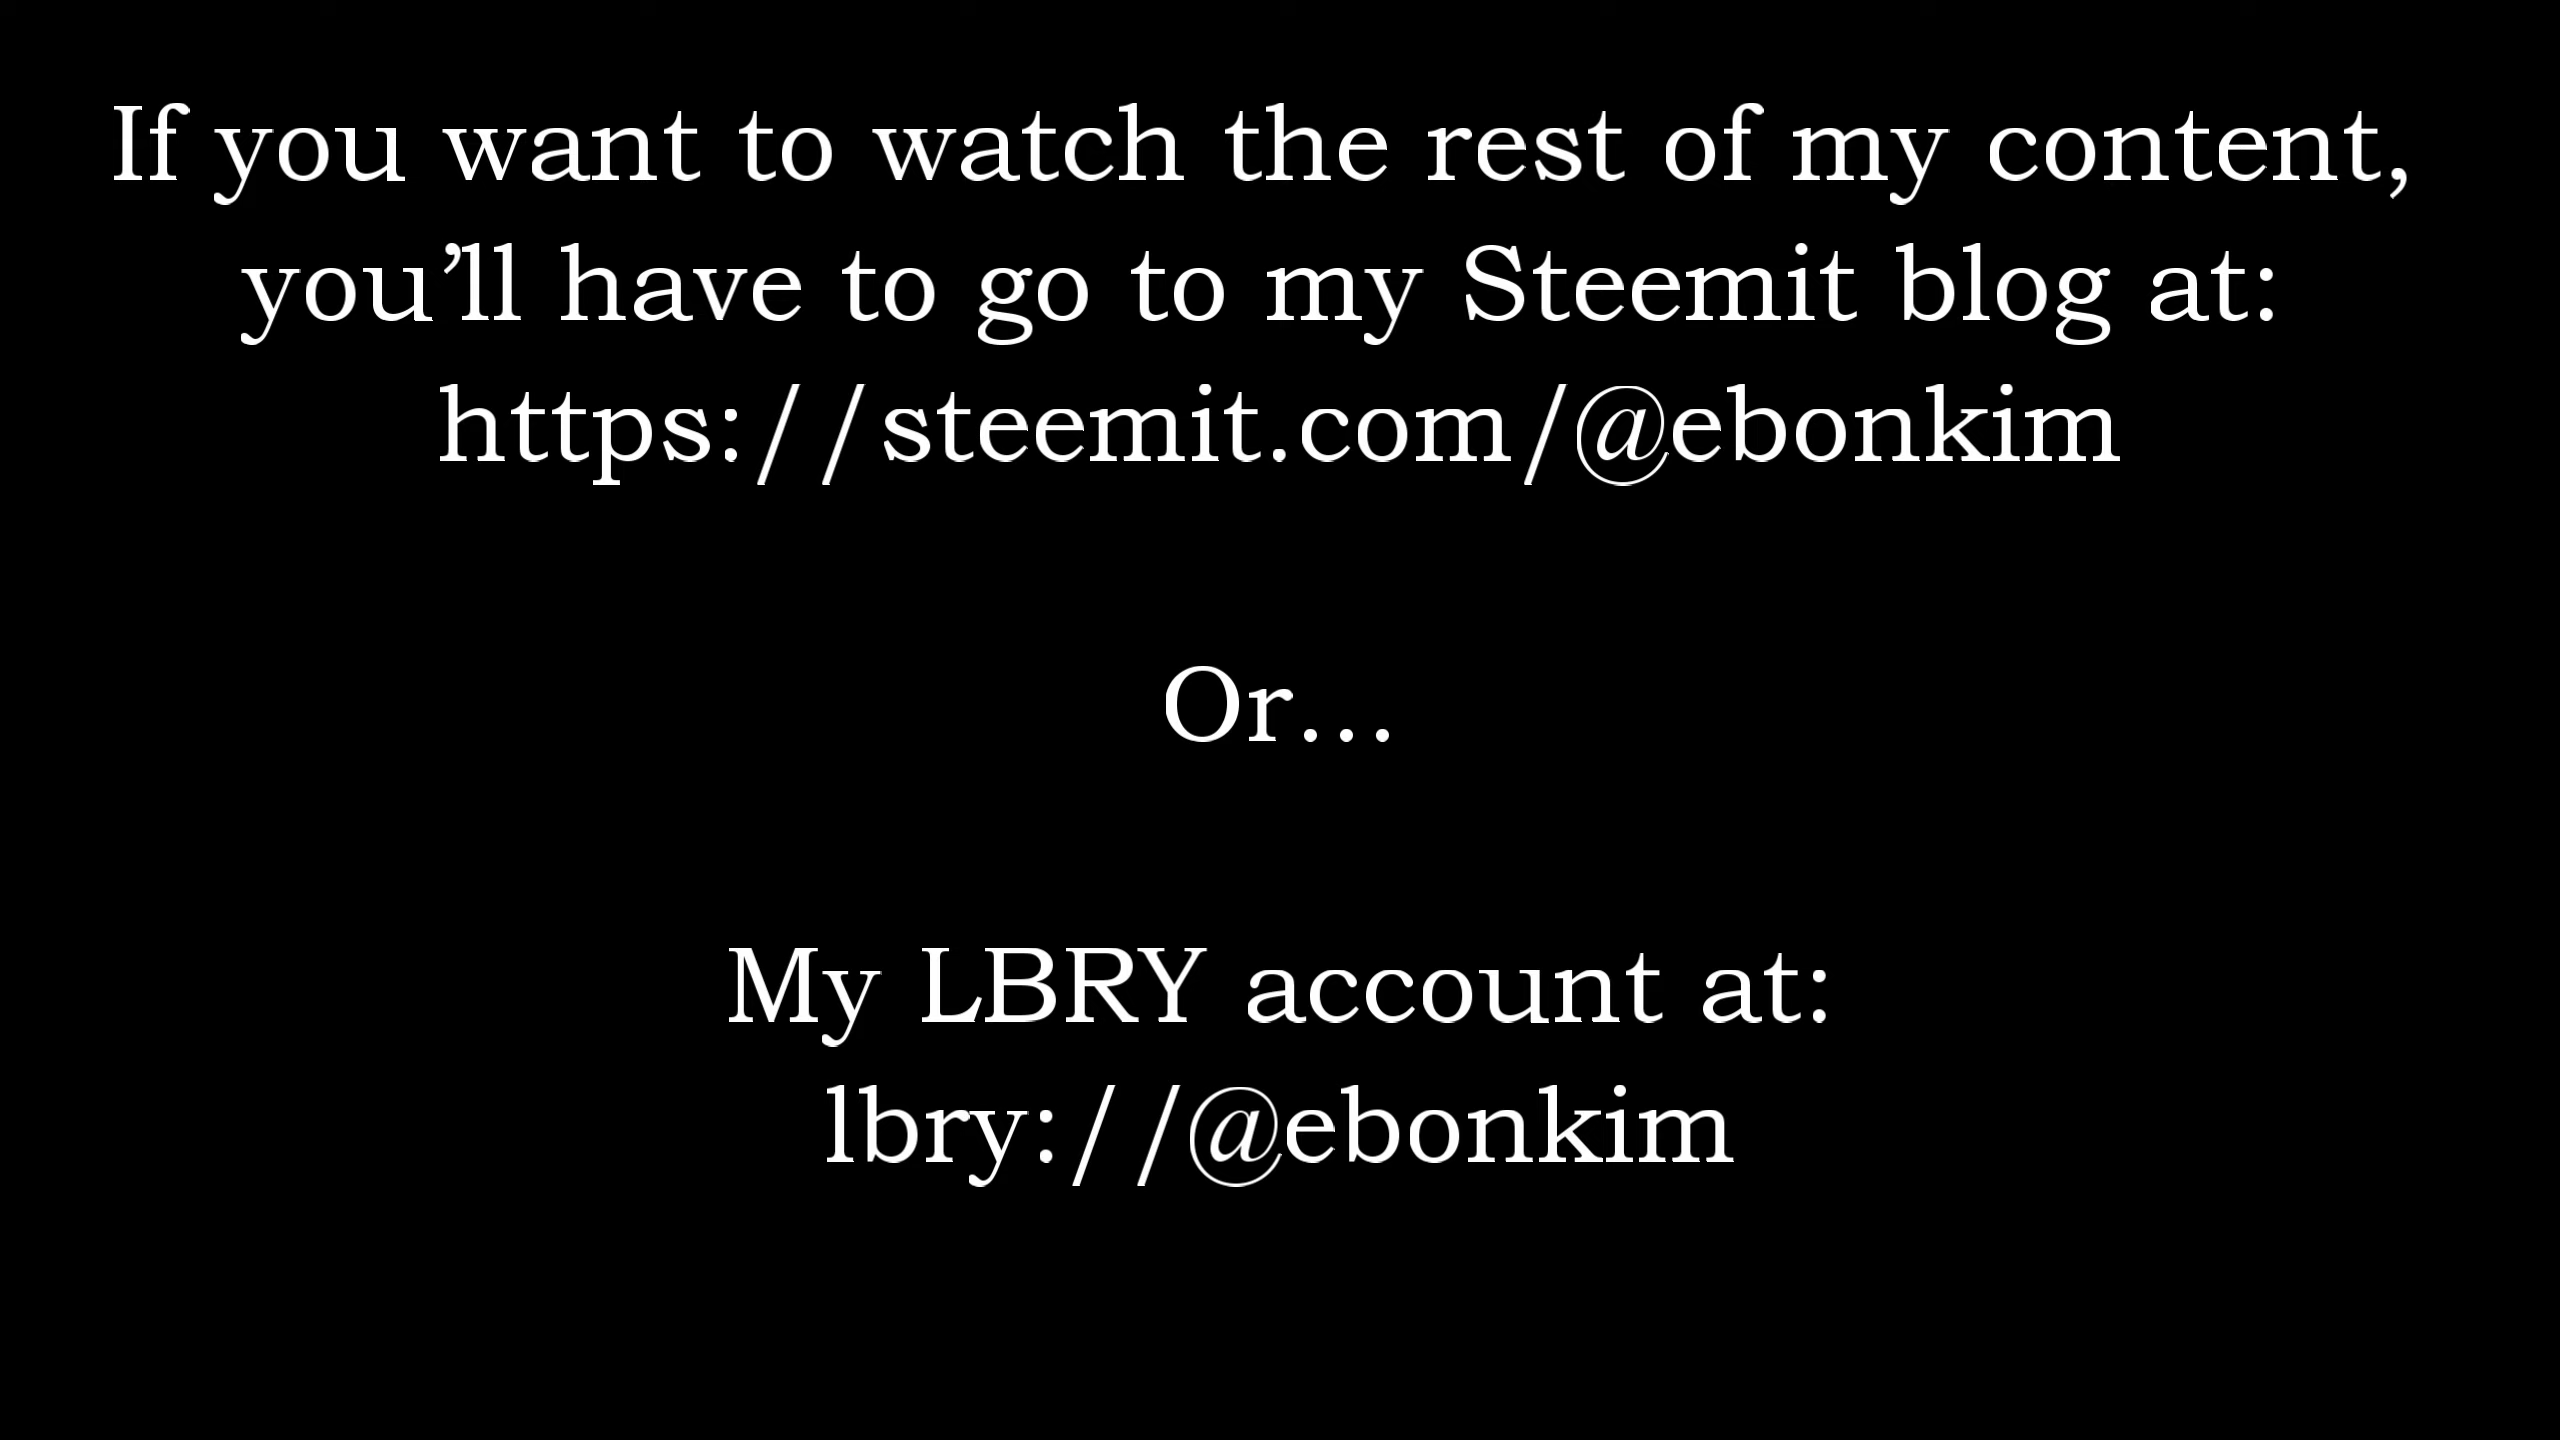 If you want to watch the rest of my content,
you’ll have to go to my Steemit blog at:
https://steemit.com/@ebonkim
Or...
My LBRY account at:
lbry://@ebonkim